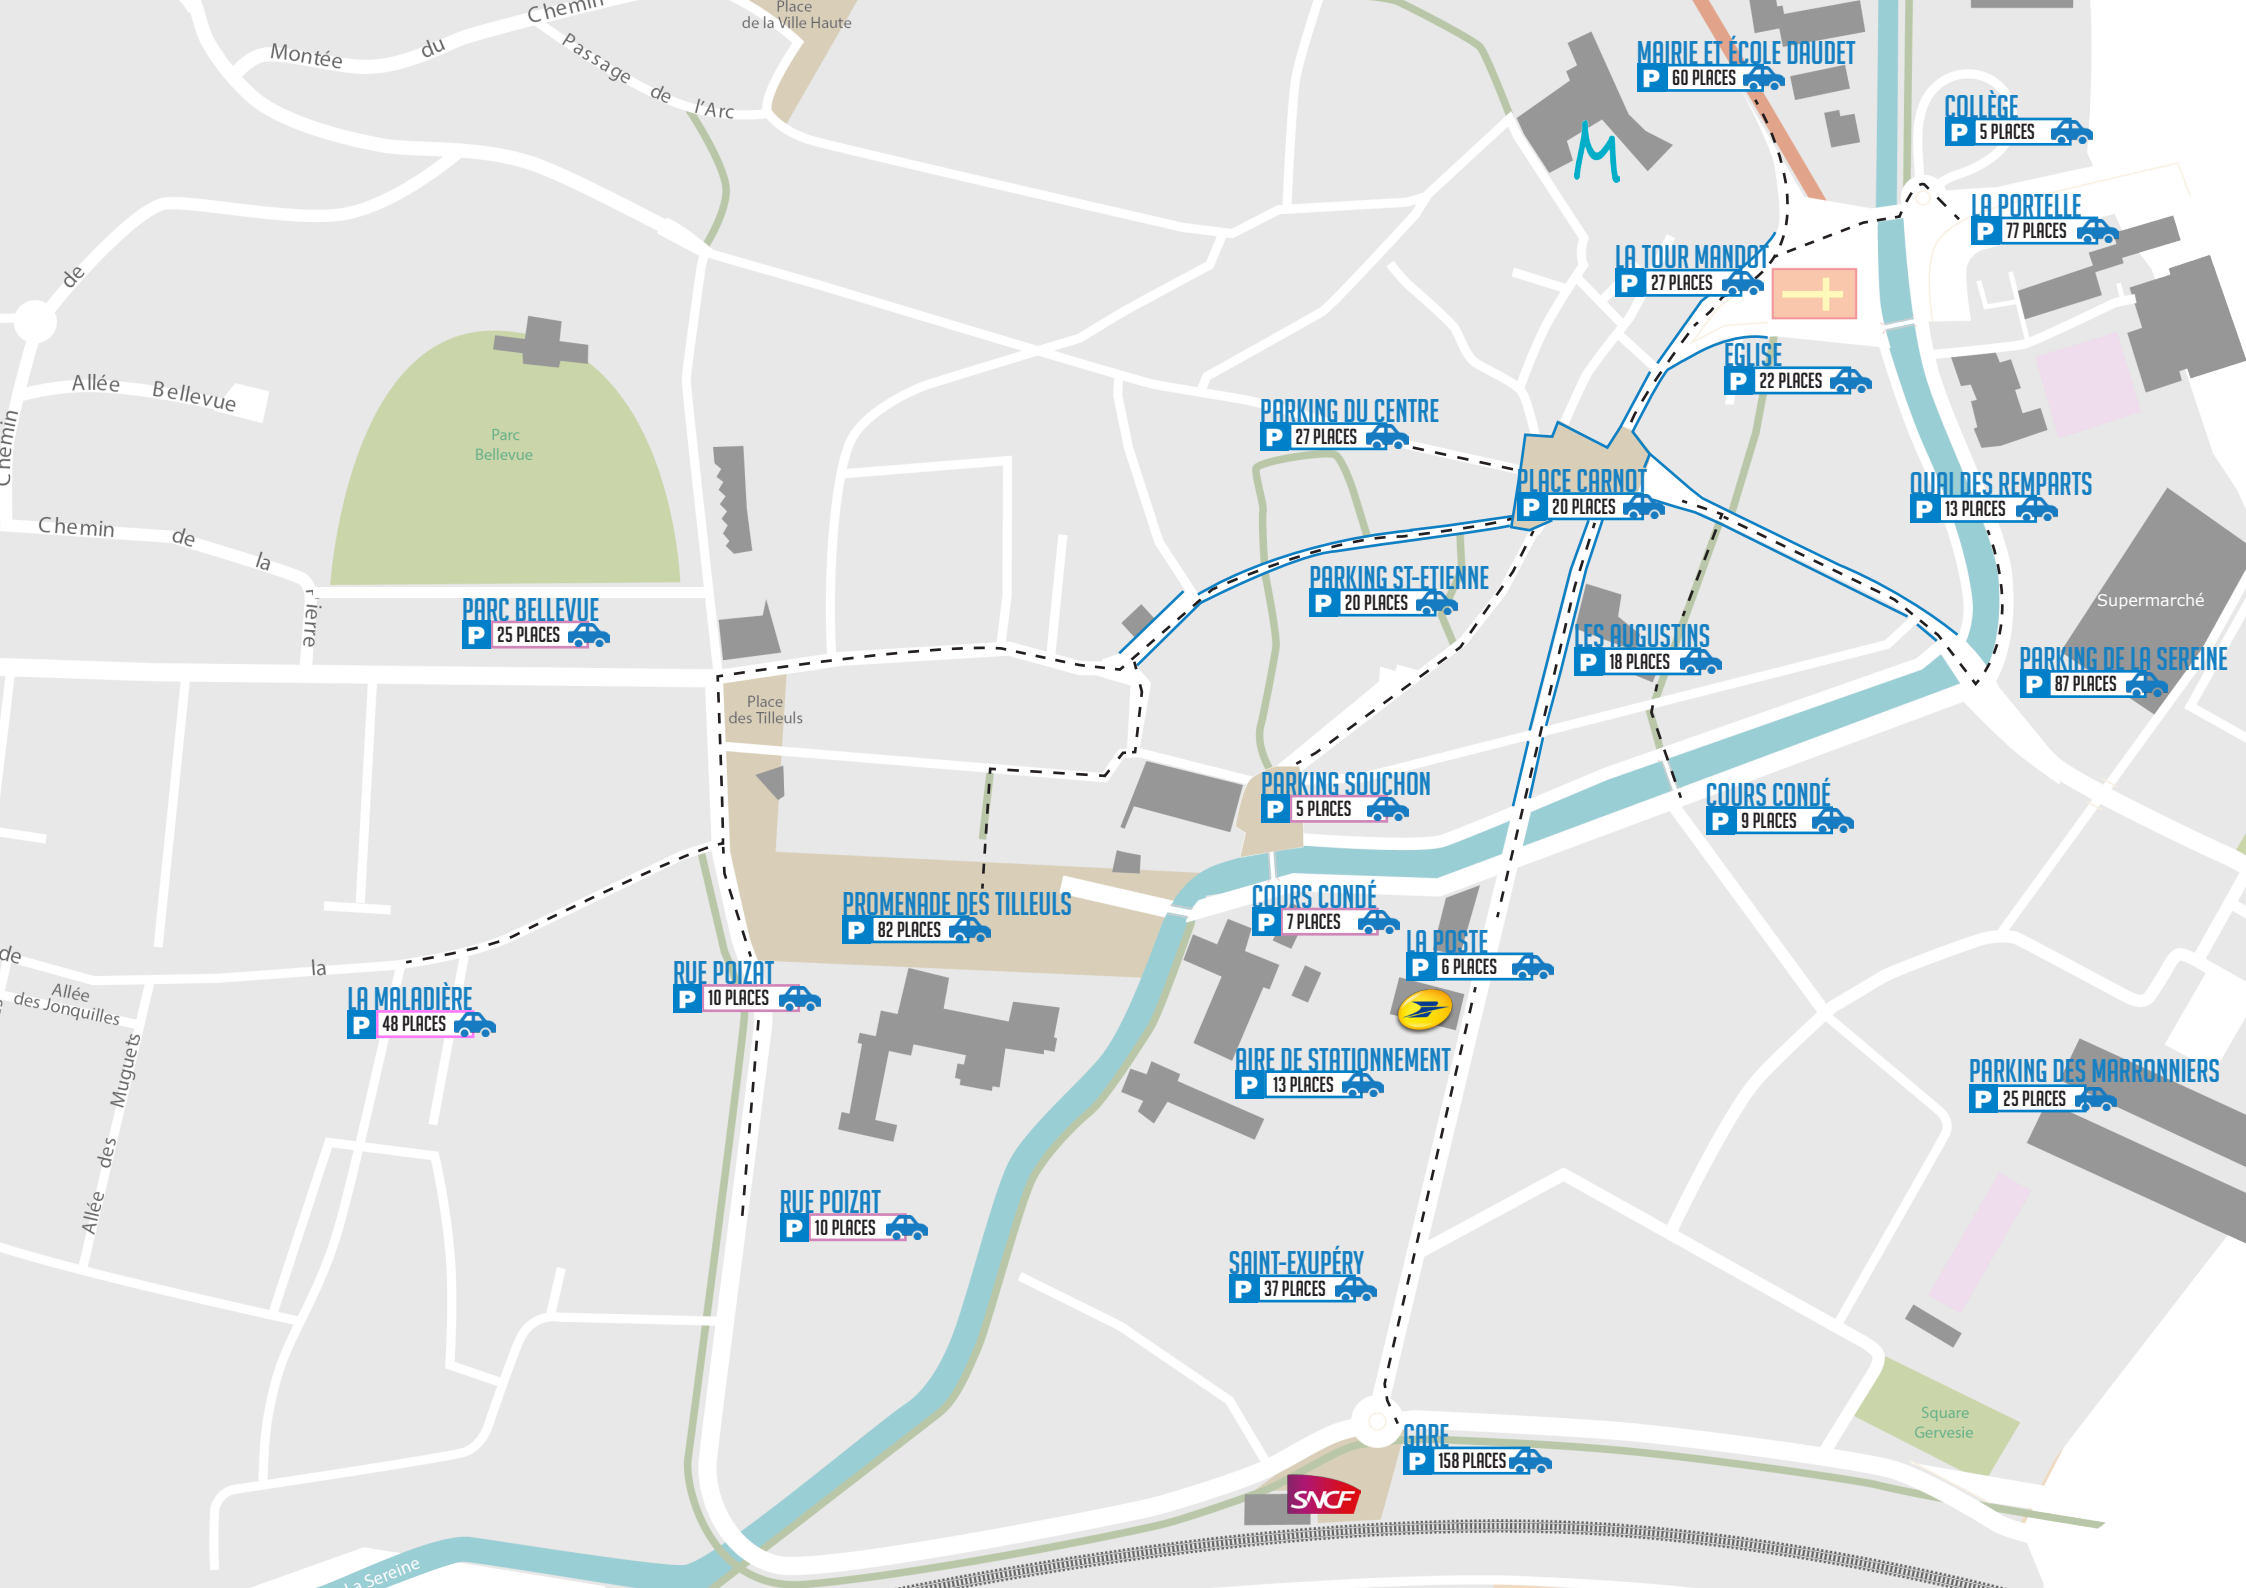 Place
de la Ville Haute
Chemin
du
Montée
de
Passage de l'Arc
MAIRIE ET ÉCOLE DAUDET
P 60 PLACES
COLLÈGE
P 5 PLACES
LA PORTELLE
P 77 PLACES
LA TOUR MANDOT
P 27 PLACES
EGLISE
P 22 PLACES
Allée Bellevue
Chemin
Parc
Bellevue
PARKING DU CENTRE
P 27 PLACES
PLACE CARNOT
P 20 PLACES
QUAI DES REMPARTS
P 13 PLACES
Chemin de la
ierre
PARC BELLEVUE
P 25 PLACES
PARKING ST-ETIENNE
P 20 PLACES
LES AUGUSTINS
P 18 PLACES
Supermarché
PARKING DE LA SEREINE
P 87 PLACES
Place
des Tilleuls
PARKING SOUCHON
P 5 PLACES
COURS CONDÉ
P 9 PLACES
PROMENADE DES TILLEULS
P 82 PLACES
COURS CONDÉ
P 7 PLACES
LA POSTE
P 6 PLACES
de
la
Allée
des Jonquilles
LA MALADIÈRE
P 48 PLACES
RUE POIZAT
P 10 PLACES
AIRE DE STATIONNEMENT
P 13 PLACES
PARKING DES MARRONNIERS
P 25 PLACES
Allée des Muguets
RUE POIZAT
P 10 PLACES
SAINT-EXUPÉRY
P 37 PLACES
Square
Gervesie
GARE
P 158 PLACES
SNCF
La Sereine